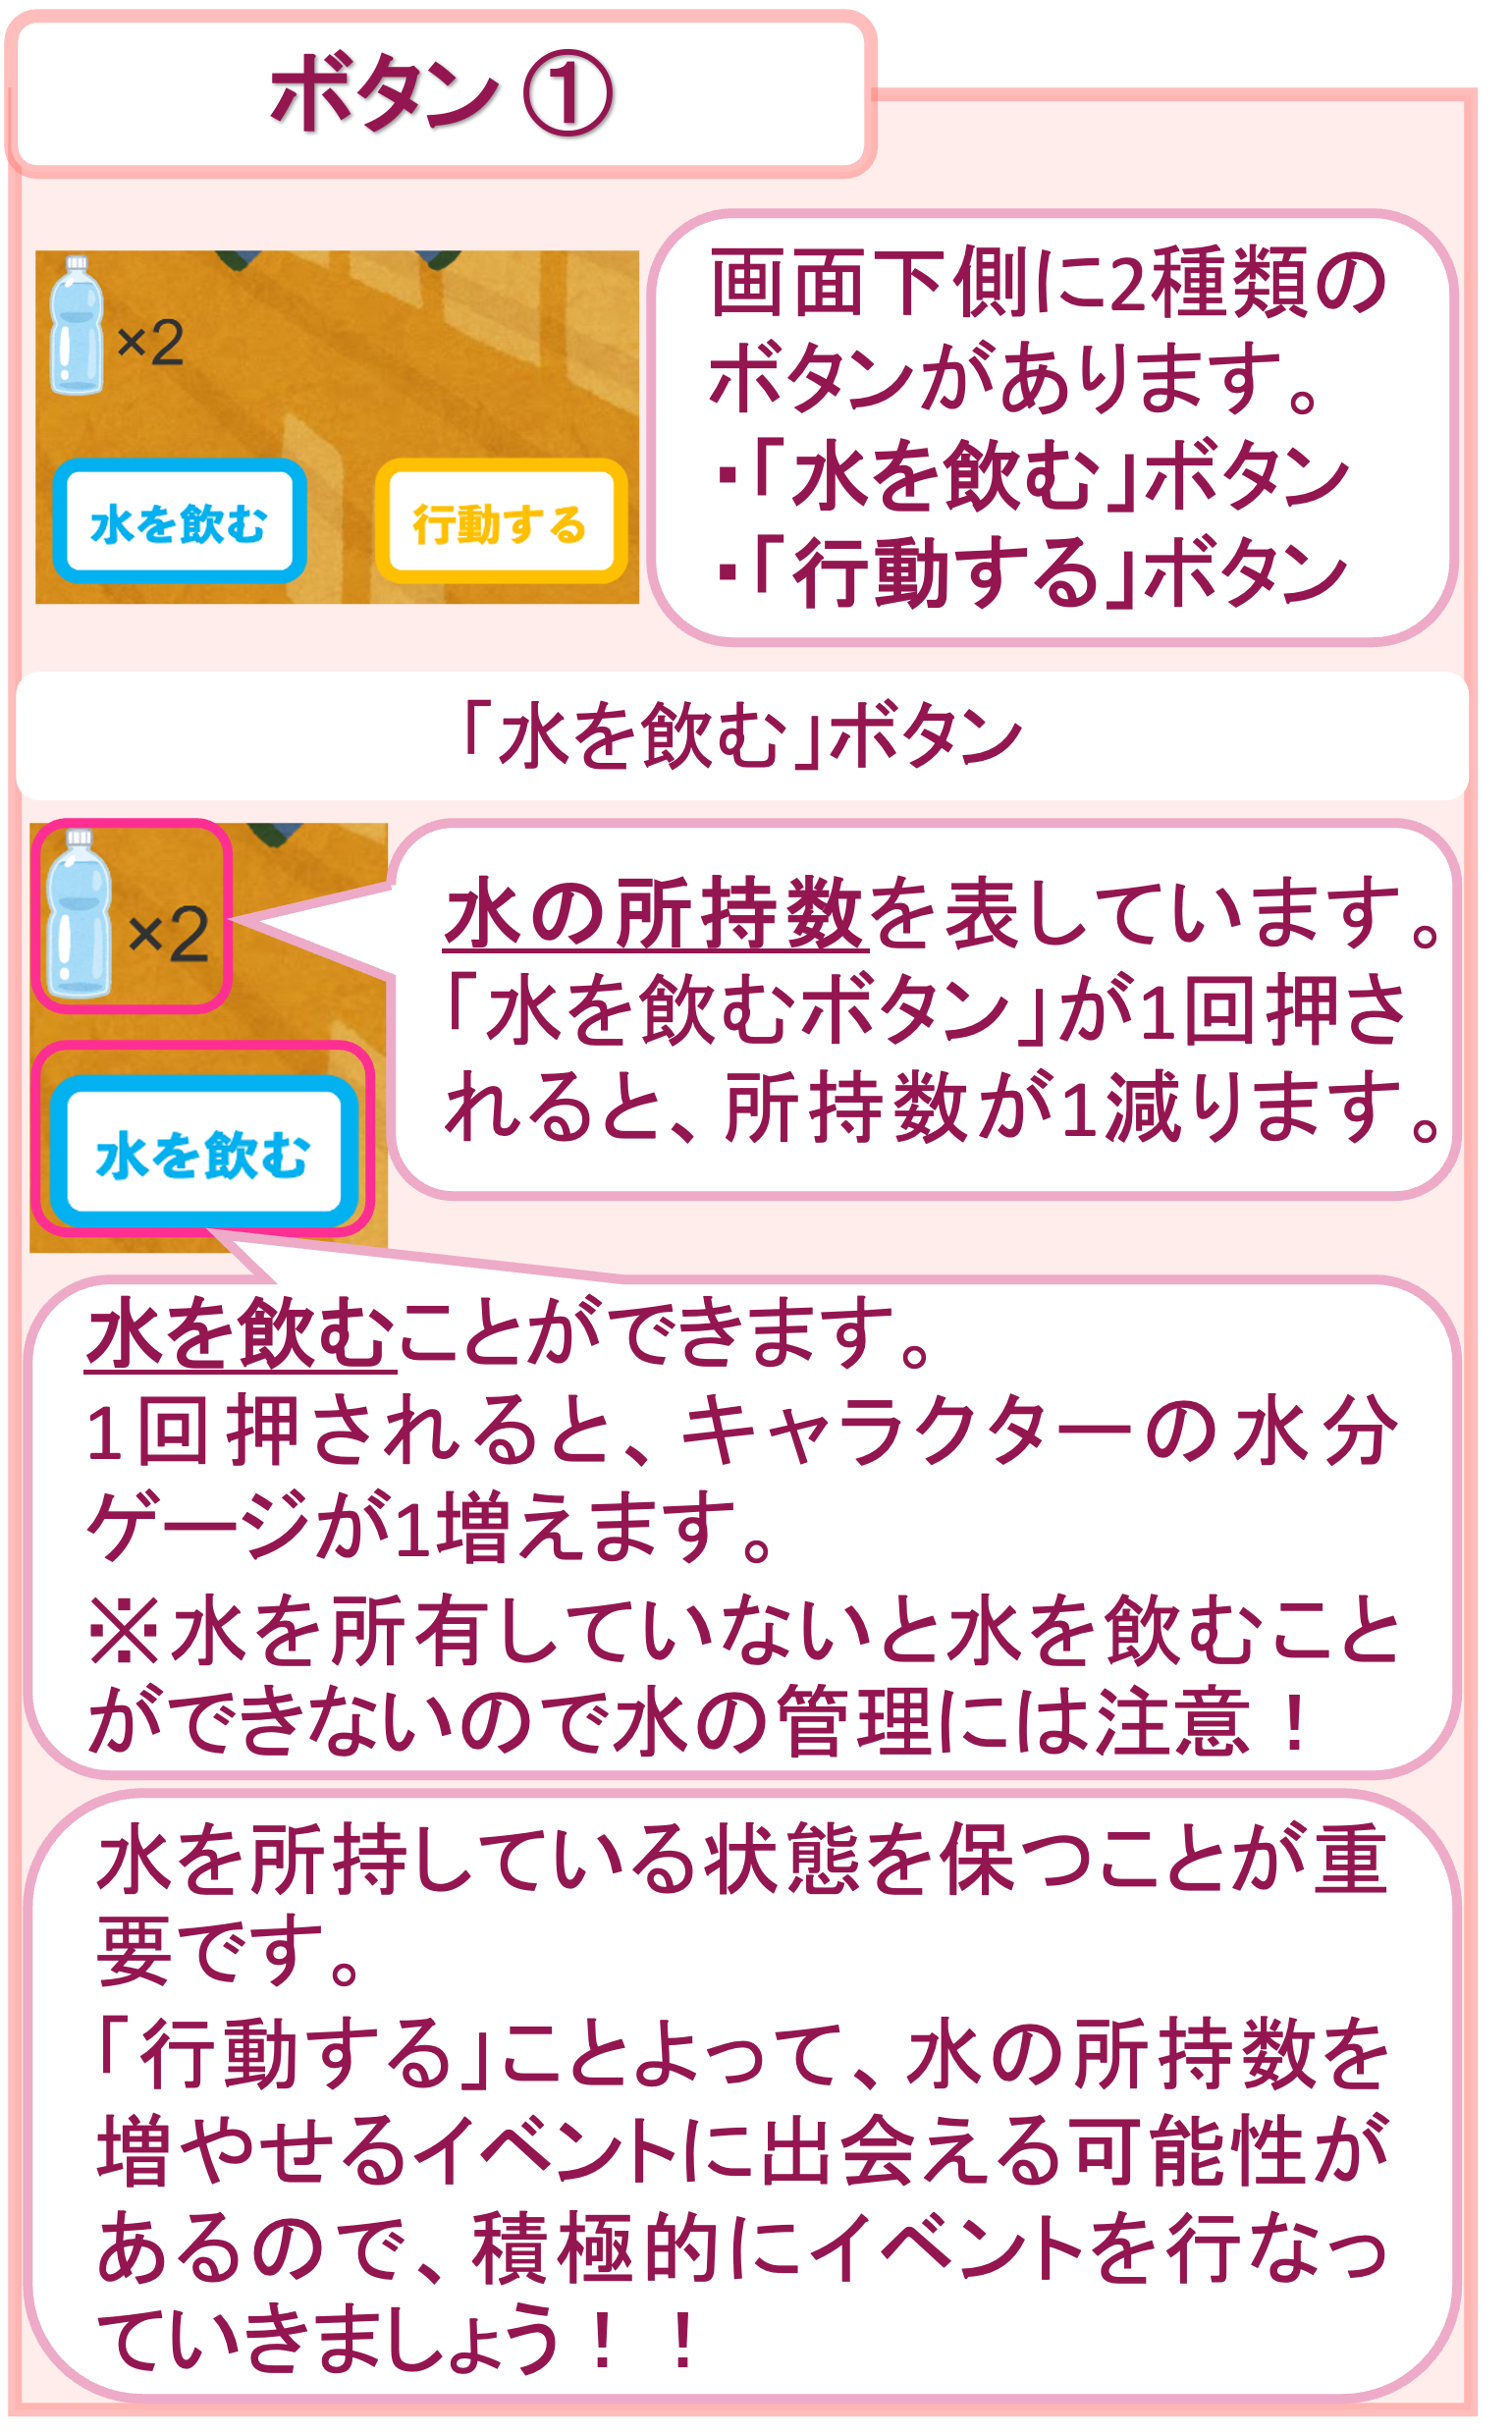 ボタン ①
×2
水を飲む
行動する
画面下側に2種類の
ボタンがあります。
・「水を飲む」ボタン
・「行動する」ボタン
「水を飲む」ボタン
×2
水を飲む
水の所持数を表しています。
「水を飲むボタン」が1回押さ
れると、所持数が1減ります。
水を飲むことができます。
1回押されると、キャラクターの水分
ゲージが1増えます。
※水を所有していないと水を飲むこと
ができないので水の管理には注意！
水を所持している状態を保つことが重
要です。
「行動する」ことよって、水の所持数を
増やせるイベントに出会える可能性が
あるので、積極的にイベントを行なっ
ていきましょう！！